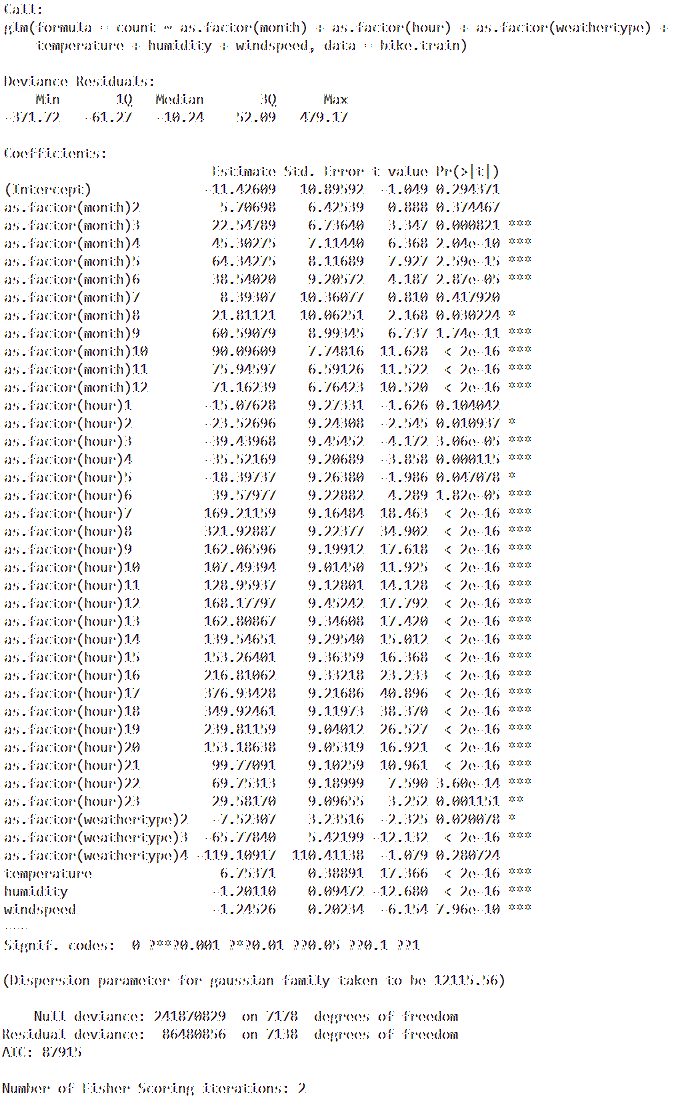 Call:
glm(formula = count ~ as.factor(month) + as.factor(hour) + as.factor(weathertype) +
    temperature + humidity + windspeed, data = bike.train)

Deviance Residuals:
    Min      1Q   Median      3Q     Max
-371.72  -61.27   -10.24   52.09  479.17

Coefficients:
                        Estimate Std. Error t value Pr(>|t|)
(Intercept)            -11.42609   10.89592  -1.049 0.294371
as.factor(month)2        5.70698    6.42539   0.888 0.374467
as.factor(month)3       22.54789    6.73640   3.347 0.000821 ***
as.factor(month)4       45.30275    7.11440   6.368 2.04e-10 ***
as.factor(month)5       64.34275    8.11689   7.927 2.59e-15 ***
as.factor(month)6       38.54020    9.20572   4.187 2.87e-05 ***
as.factor(month)7        8.39307   10.36077   0.810 0.417920
as.factor(month)8       21.81121   10.06251   2.168 0.030224 *
as.factor(month)9       60.59079    8.99345   6.737 1.74e-11 ***
as.factor(month)10      90.09609    7.74816  11.628  < 2e-16 ***
as.factor(month)11      75.94597    6.59126  11.522  < 2e-16 ***
as.factor(month)12      71.16239    6.76423  10.520  < 2e-16 ***
as.factor(hour)1       -15.07628    9.27331  -1.626 0.104042
as.factor(hour)2       -23.52696    9.24308  -2.545 0.010937 *
as.factor(hour)3       -39.43968    9.45452  -4.172 3.06e-05 ***
as.factor(hour)4       -35.52169    9.20689  -3.858 0.000115 ***
as.factor(hour)5       -18.39737    9.26380  -1.986 0.047078 *
as.factor(hour)6        39.57977    9.22882   4.289 1.82e-05 ***
as.factor(hour)7       169.21159    9.16484  18.463  < 2e-16 ***
as.factor(hour)8       321.92887    9.22377  34.902  < 2e-16 ***
as.factor(hour)9       162.06596    9.19912  17.618  < 2e-16 ***
as.factor(hour)10      107.49394    9.01450  11.925  < 2e-16 ***
as.factor(hour)11      128.95937    9.12801  14.128  < 2e-16 ***
as.factor(hour)12      168.17797    9.45242  17.792  < 2e-16 ***
as.factor(hour)13      162.80867    9.34608  17.420  < 2e-16 ***
as.factor(hour)14      139.54651    9.29540  15.012  < 2e-16 ***
as.factor(hour)15      153.26401    9.36359  16.368  < 2e-16 ***
as.factor(hour)16      216.81062    9.33218  23.233  < 2e-16 ***
as.factor(hour)17      376.93428    9.21686  40.896  < 2e-16 ***
as.factor(hour)18      349.92461    9.11973  38.370  < 2e-16 ***
as.factor(hour)19      239.81159    9.04012  26.527  < 2e-16 ***
as.factor(hour)20      153.18638    9.05319  16.921  < 2e-16 ***
as.factor(hour)21       99.77091    9.10259  10.961  < 2e-16 ***
as.factor(hour)22       69.75313    9.18999   7.590 3.60e-14 ***
as.factor(hour)23       29.58170    9.09655   3.252 0.001151 **
as.factor(weathertype)2  -7.52307    3.23516  -2.325 0.020078 *
as.factor(weathertype)3 -65.77840    5.42199 -12.132  < 2e-16 ***
as.factor(weathertype)4 -119.10917  110.41138  -1.079 0.280724
temperature              6.75371    0.38891  17.366  < 2e-16 ***
humidity                -1.20110    0.09472 -12.680  < 2e-16 ***
windspeed               -1.24526    0.20234  -6.154 7.96e-10 ***
---
Signif. codes:  0 ?***?0.001 ?**?0.01 ?*?0.05 ?.?0.1 ? ?1

(Dispersion parameter for gaussian family taken to be 12115.56)

    Null deviance: 241870829  on 7178  degrees of freedom
Residual deviance:  86480856  on 7138  degrees of freedom
AIC: 87915

Number of Fisher Scoring iterations: 2